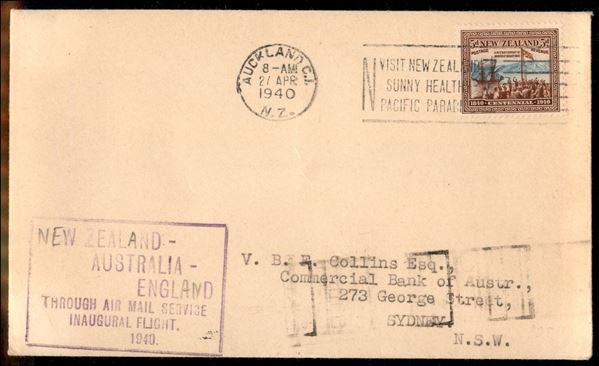 AUCKLAND C.1.
8-AM
27 APR
1940
N.Z.
VISIT NEW ZEAL
SUNNY HEALTH
PACIFIC PARAD
5d NEW ZEALAND 5d
POSTAGE REVENUE
1840 - CENTENNIAL - 1940
NEW ZEALAND -
AUSTRALIA -
ENGLAND
THROUGH AIR MAIL SERVICE
INAUGURAL FLIGHT.
1940.
V. B. F. Collins Esq.,
Commercial Bank of Austr.,
273 George Street,
SYDNEY
N.S.W.